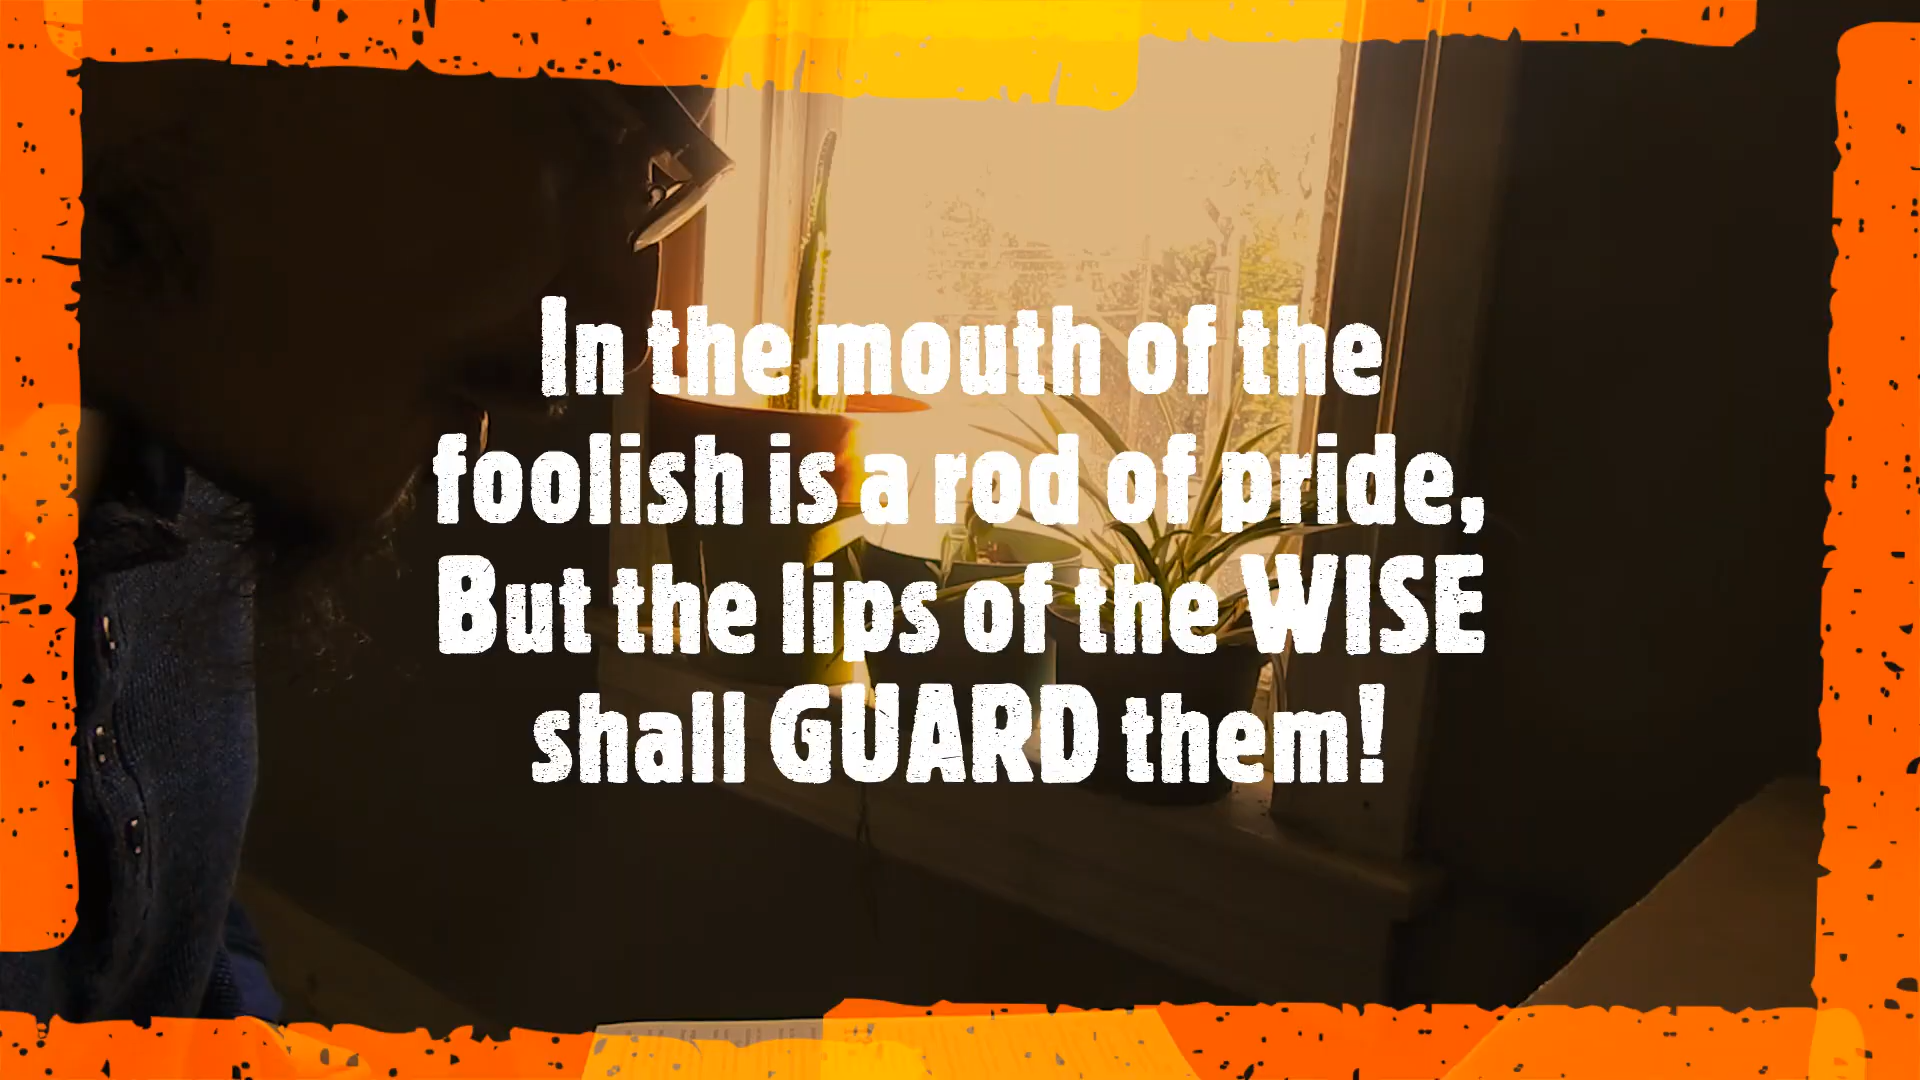 In the mouth of the
foolish is a rod of pride,
But the lips of the WISE
shall GUARD them!